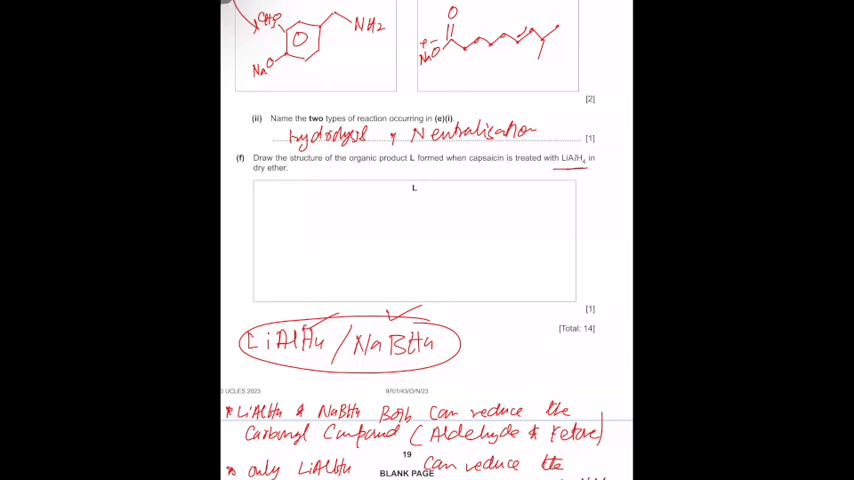 CH3O
NH2
NaO
O
NaO
[2]
(ii) Name the two types of reaction occurring in (e)(i).
Hydrolysis & Neutralisation [1]
(f) Draw the structure of the organic product L formed when capsaicin is treated with LiAlH4 in
dry ether.
L
[1]
LiAlH4 / NaBH4
[Total: 14]
UCLES 2023 9701/43/O/N/23
* LiAlH4 & NaBH4 Both can reduce the
Carbonyl Compound (Aldehyde & Ketone)
19
* only LiAlH4 can reduce the
BLANK PAGE